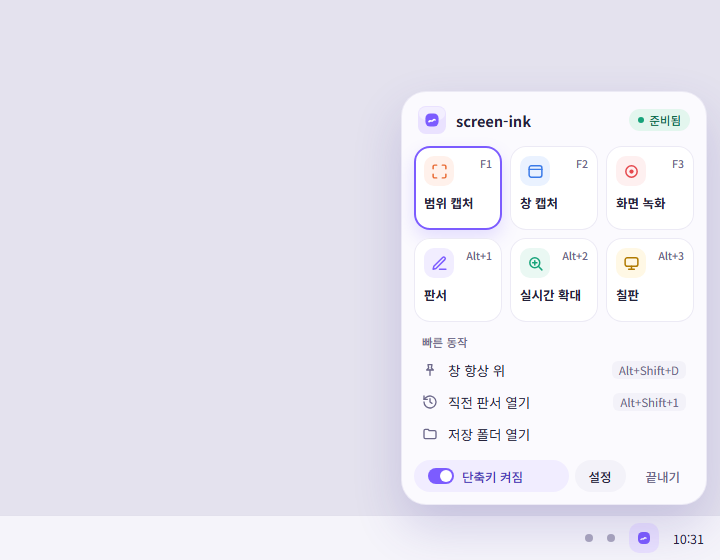 screen-ink
준비됨
F1
범위 캡처
F2
창 캡처
F3
화면 녹화
Alt+1
판서
Alt+2
실시간 확대
Alt+3
칠판
빠른 동작
창 항상 위 Alt+Shift+D
직전 판서 열기 Alt+Shift+1
저장 폴더 열기
단축키 켜짐 설정 끝내기
10:31